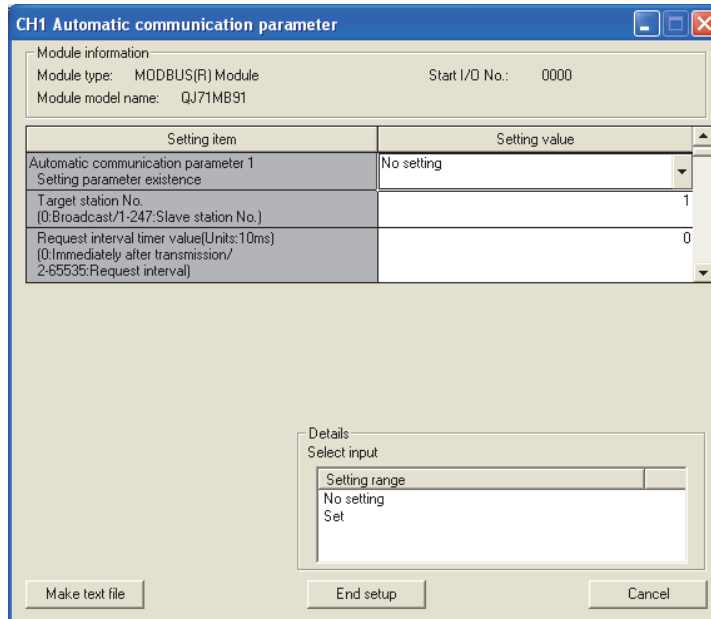 CH1 Automatic communication parameter
Module information
Module type: MODBUS(R) Module Start I/O No.: 0000
Module model name: QJ71MB91
Setting item Setting value
Automatic communication parameter 1 No setting
Setting parameter existence
Target station No. 1
(0:Broadcast/1-247:Slave station No.)
Request interval timer value(Units:10ms) 0
(0:Immediately after transmission/
2-65535:Request interval)
Details
Select input
Setting range
No setting
Set
Make text file End setup Cancel